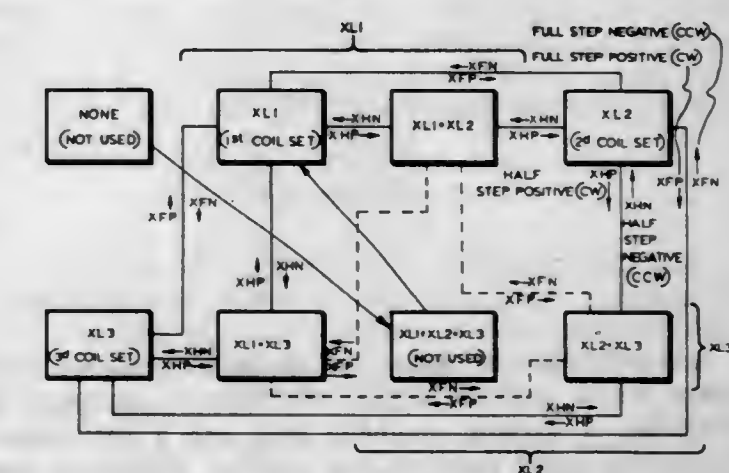 XL1
FULL STEP NEGATIVE (CCW)
FULL STEP POSITIVE (CW)
←XFN
XFP→
NONE
(NOT USED)
XL1
(1st COIL SET)
←XHN
XHP→
XL1+XL2
←XHN
XHP→
XL2
(2d COIL SET)
XFP
XFN
XFP
XFN
HALF
STEP POSITIVE (CW)
XHP
XHN
HALF
STEP
NEGATIVE
(CCW)
XHP
XHN
←XFN
XFP→
XL3
(3d COIL SET)
←XHN
XHP→
XL1+XL3
←XFN
XFP→
XL1+XL2+XL3
(NOT USED)
XL2+XL3
XL3
XFN→
←XFP
XHN→
←XHP
XL2